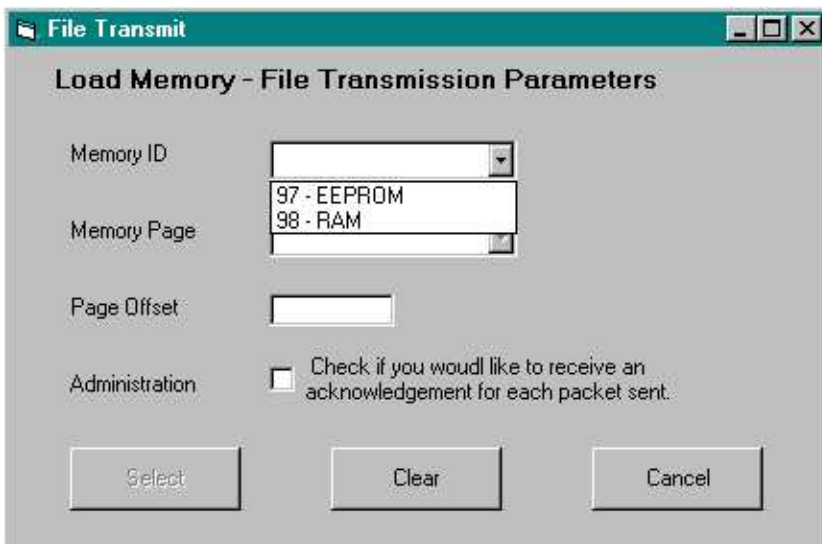 File Transmit
Load Memory - File Transmission Parameters
Memory ID
97 - EEPROM
98 - RAM
Memory Page
Page Offset
Administration
Check if you woudl like to receive an
acknowledgement for each packet sent.
Select
Clear
Cancel